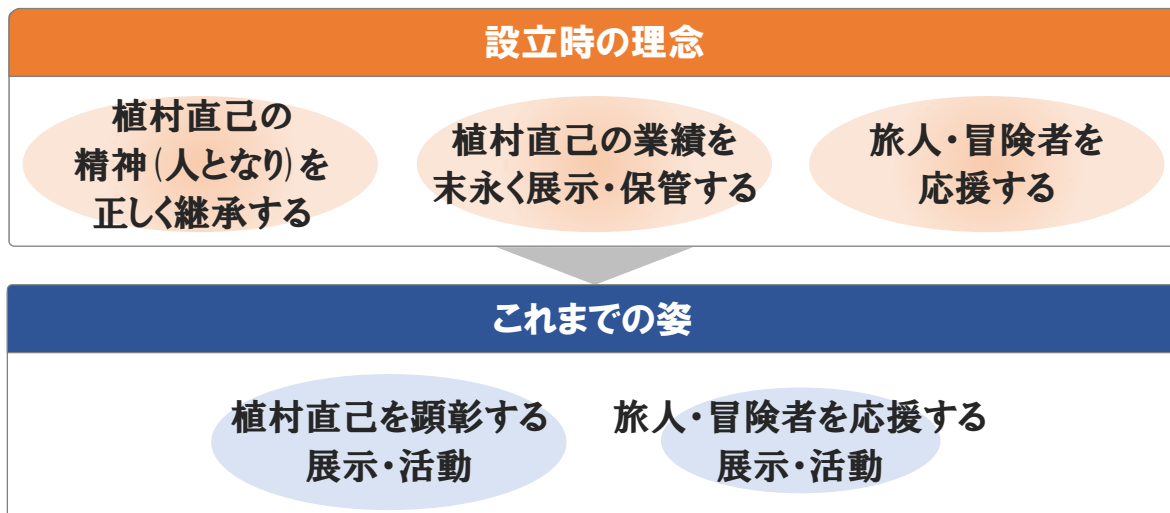 設立時の理念
植村直己の
精神(人となり)を
正しく継承する
植村直己の業績を
末永く展示・保管する
旅人・冒険者を
応援する
これまでの姿
植村直己を顕彰する
展示・活動
旅人・冒険者を応援する
展示・活動